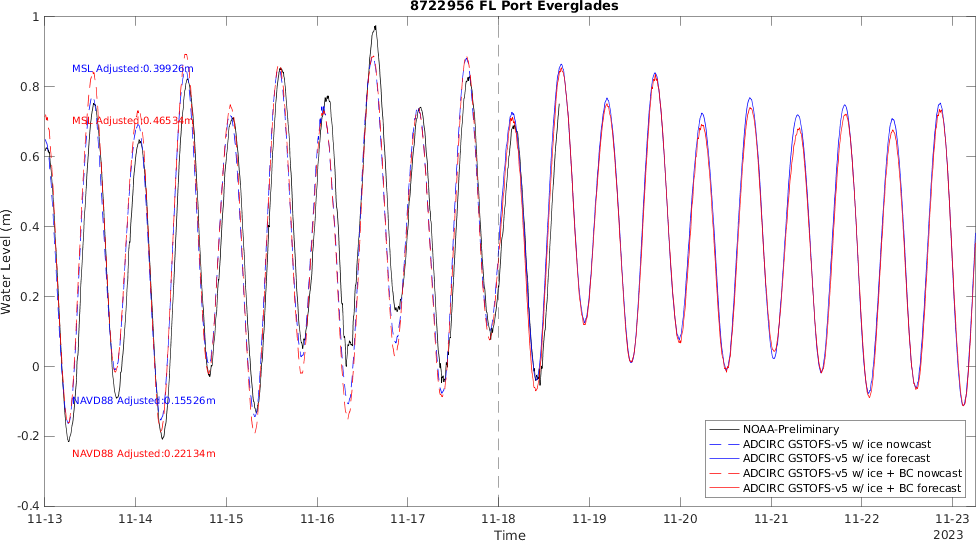 8722956 FL Port Everglades
1
0.8
0.6
0.4
0.2
0
-0.2
-0.4
Water Level (m)
MSL Adjusted:0.39926m
MSL Adjusted:0.46534m
NAVD88 Adjusted:0.15526m
NAVD88 Adjusted:0.22134m
NOAA-Preliminary
ADCIRC GSTOFS-v5 w/ ice nowcast
ADCIRC GSTOFS-v5 w/ ice forecast
ADCIRC GSTOFS-v5 w/ ice + BC nowcast
ADCIRC GSTOFS-v5 w/ ice + BC forecast
11-13 11-14 11-15 11-16 11-17 11-18 11-19 11-20 11-21 11-22 11-23
2023
Time